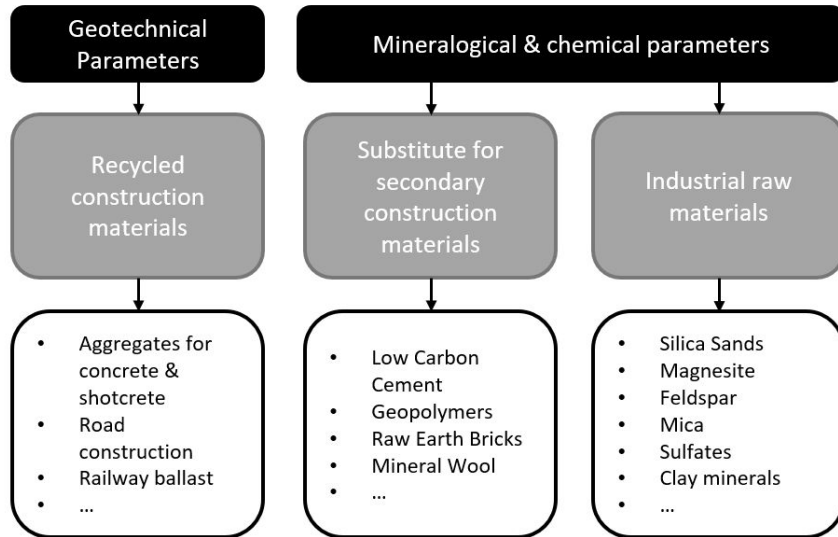 Geotechnical
Parameters
Mineralogical & chemical parameters
Recycled
construction
materials
Substitute for
secondary
construction
materials
Industrial raw
materials
• Aggregates for
concrete &
shotcrete
• Road
construction
• Railway ballast
• ...
• Low Carbon
Cement
• Geopolymers
• Raw Earth Bricks
• Mineral Wool
• ...
• Silica Sands
• Magnesite
• Feldspar
• Mica
• Sulfates
• Clay minerals
• ...